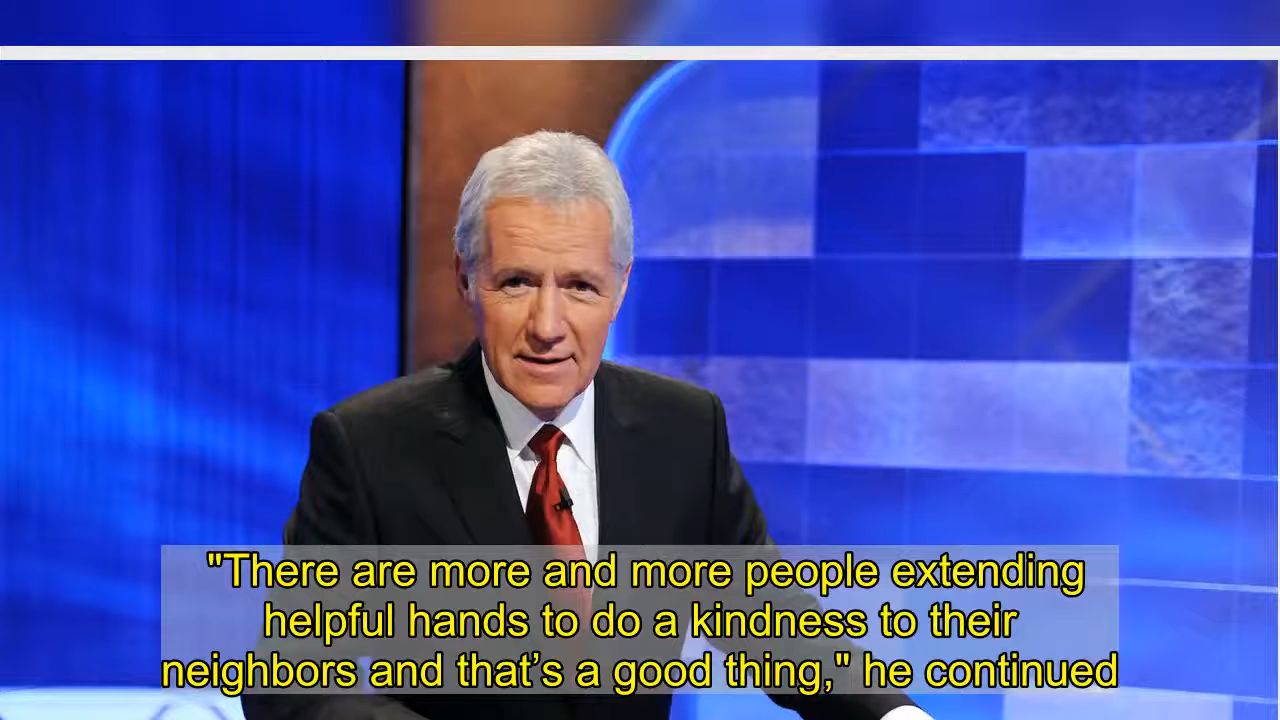 "There are more and more people extending
helpful hands to do a kindness to their
neighbors and that’s a good thing," he continued